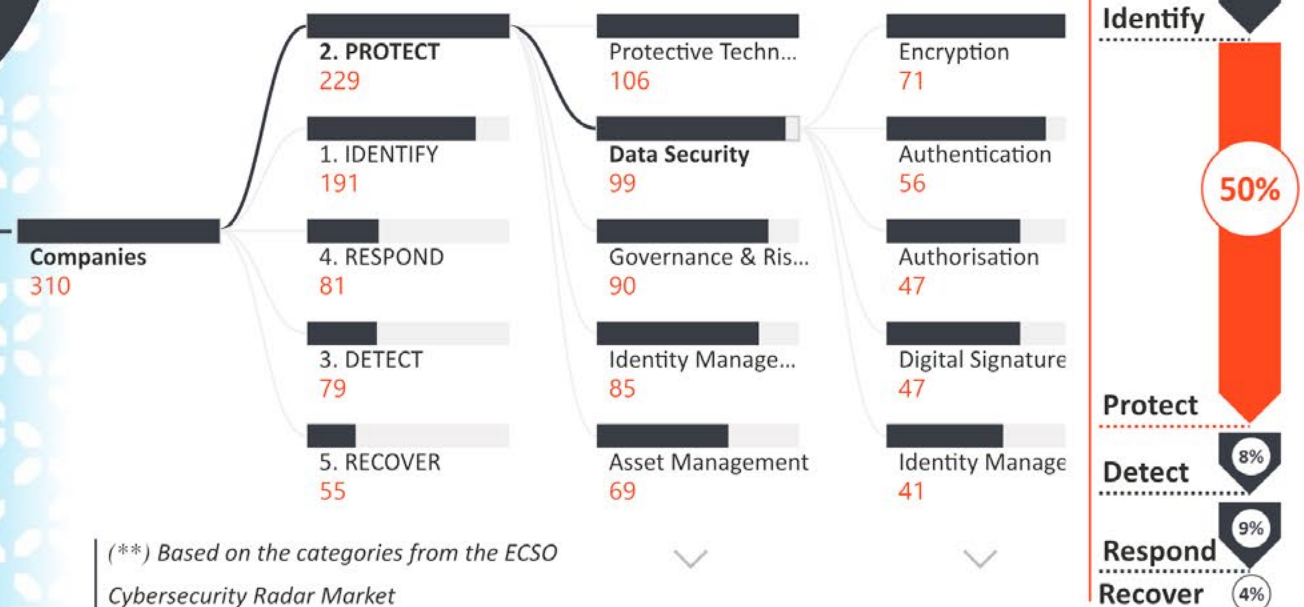 Companies
310
2. PROTECT
229
1. IDENTIFY
191
4. RESPOND
81
3. DETECT
79
5. RECOVER
55
Protective Techn...
106
Data Security
99
Governance & Ris...
90
Identity Manage...
85
Asset Management
69
Encryption
71
Authentication
56
Authorisation
47
Digital Signature
47
Identity Manage
41
(**) Based on the categories from the ECSO
Cybersecurity Radar Market
Identify
50%
Protect
Detect
8%
Respond
9%
Recover
4%